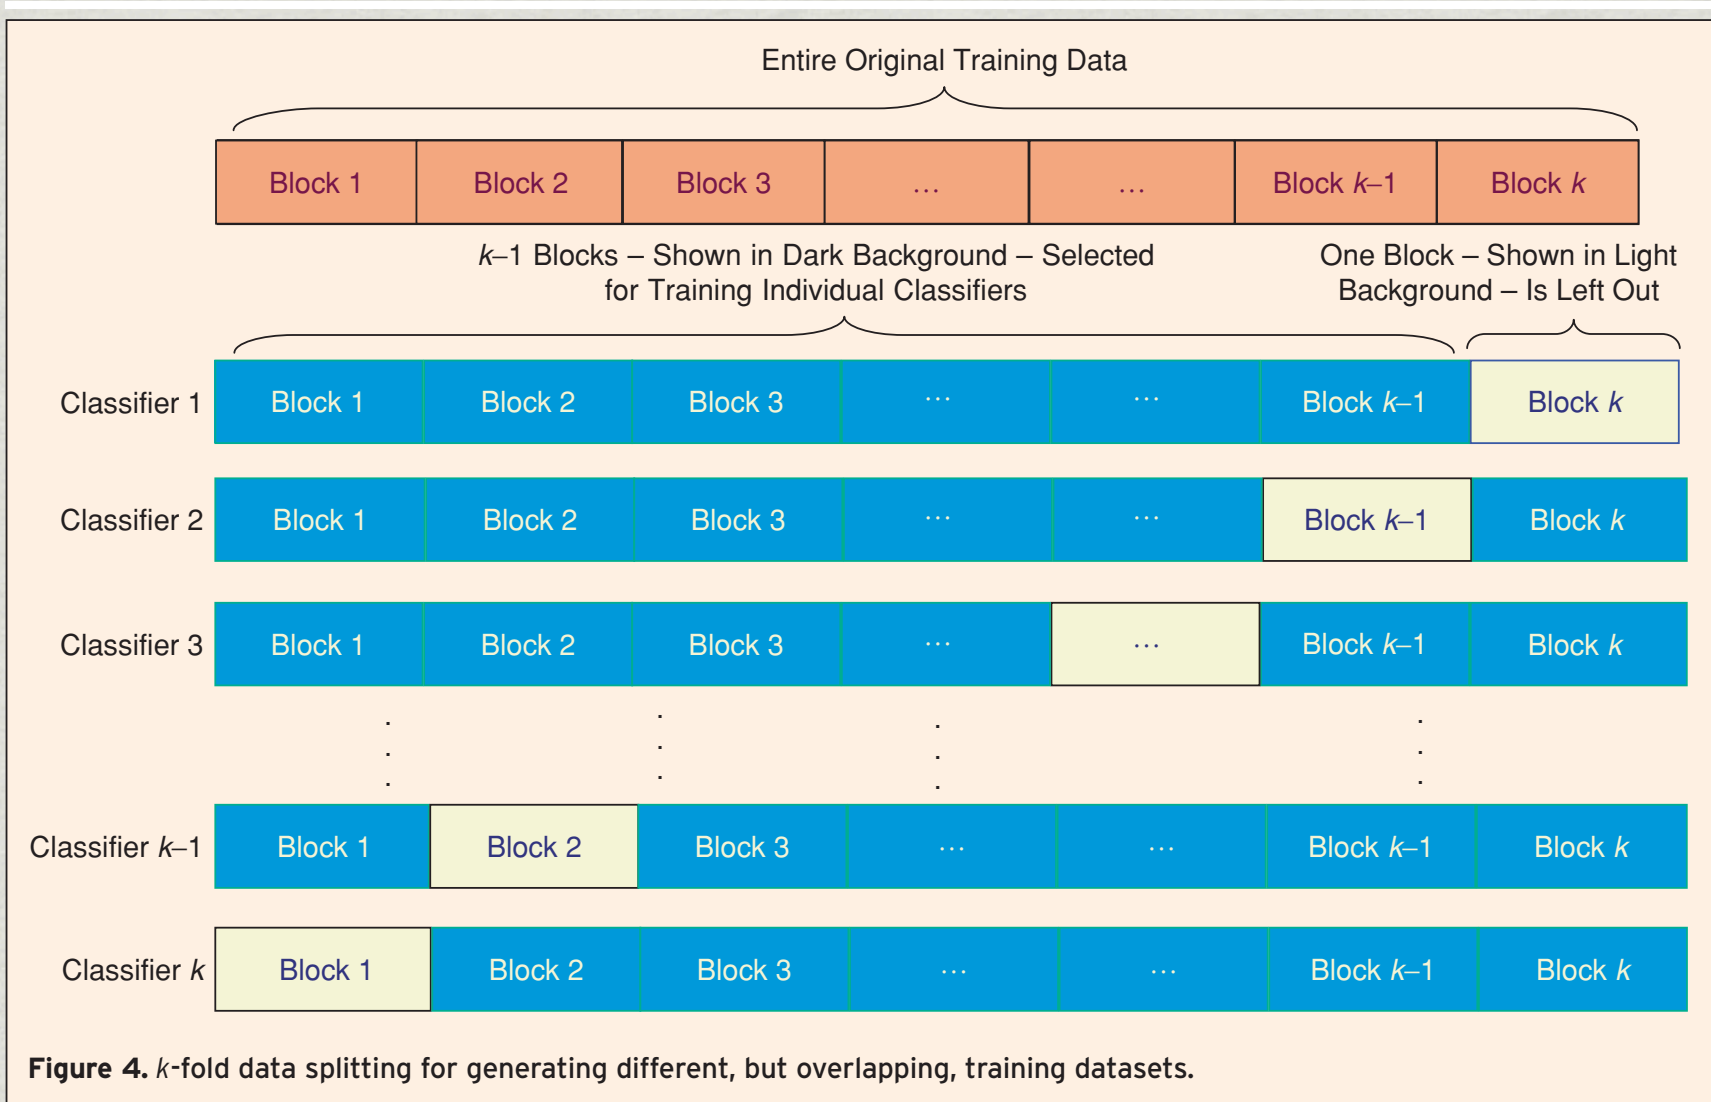 Entire Original Training Data
Block 1 Block 2 Block 3 ... ... Block k–1 Block k
k–1 Blocks – Shown in Dark Background – Selected
for Training Individual Classifiers
One Block – Shown in Light
Background – Is Left Out
Classifier 1 Block 1 Block 2 Block 3 ... ... Block k–1 Block k
Classifier 2 Block 1 Block 2 Block 3 ... ... Block k–1 Block k
Classifier 3 Block 1 Block 2 Block 3 ... ... Block k–1 Block k
Classifier k–1 Block 1 Block 2 Block 3 ... ... Block k–1 Block k
Classifier k Block 1 Block 2 Block 3 ... ... Block k–1 Block k
Figure 4. k-fold data splitting for generating different, but overlapping, training datasets.